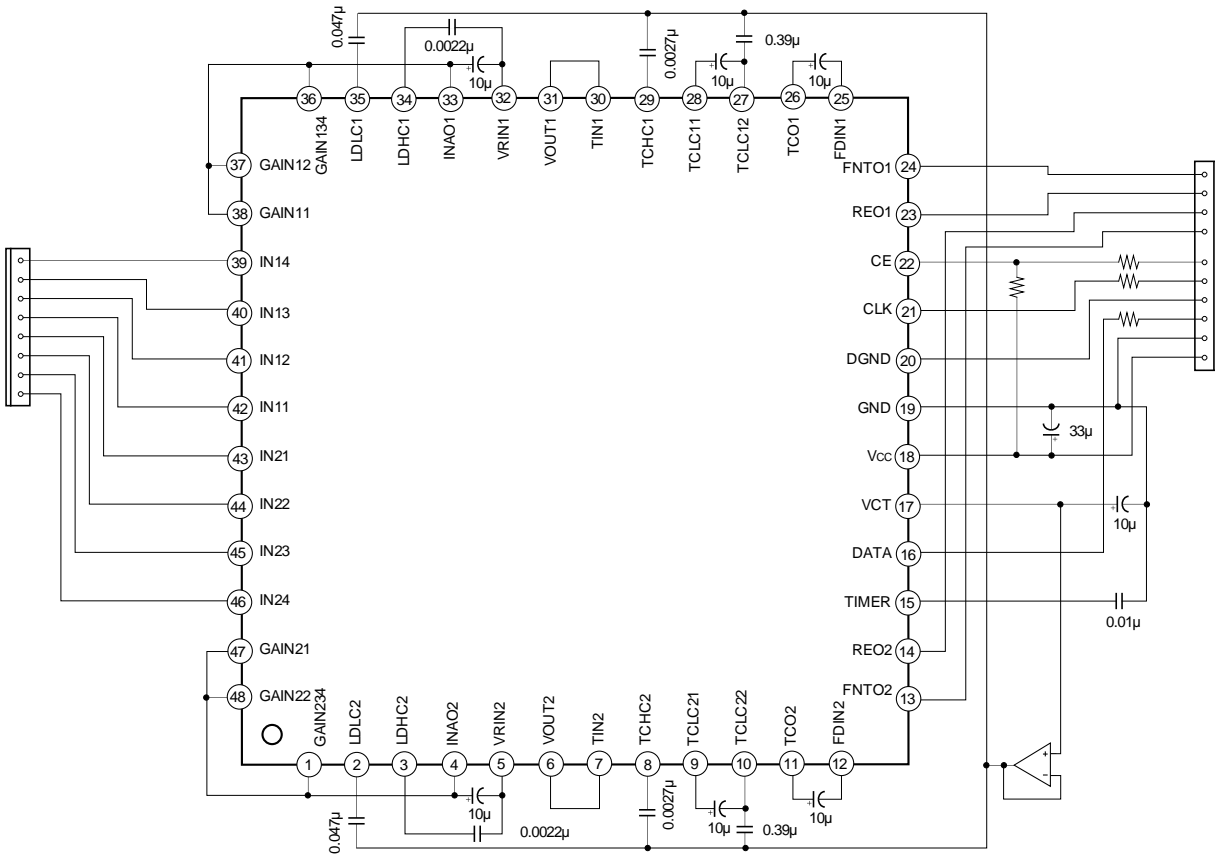 0.047µ
0.0022µ
10µ
0.0027µ
10µ
0.39µ
10µ
36
35
34
33
32
31
30
29
28
27
26
25
GAIN134
LDLC1
LDHC1
INAO1
VRIN1
VOUT1
TIN1
TCHC1
TCLC11
TCLC12
TCO1
FDIN1
37 GAIN12
38 GAIN11
39 IN14
40 IN13
41 IN12
42 IN11
43 IN21
44 IN22
45 IN23
46 IN24
47 GAIN21
48 GAIN22
FNTO1 24
REO1 23
CE 22
CLK 21
DGND 20
GND 19
33µ
Vcc 18
VCT 17
10µ
DATA 16
TIMER 15
0.01µ
REO2 14
FNTO2 13
GAIN234
LDLC2
LDHC2
INAO2
VRIN2
VOUT2
TIN2
TCHC2
TCLC21
TCLC22
TCO2
FDIN2
1
2
3
4
5
6
7
8
9
10
11
12
0.047µ
10µ
0.0022µ
0.0027µ
10µ
0.39µ
10µ
+
−